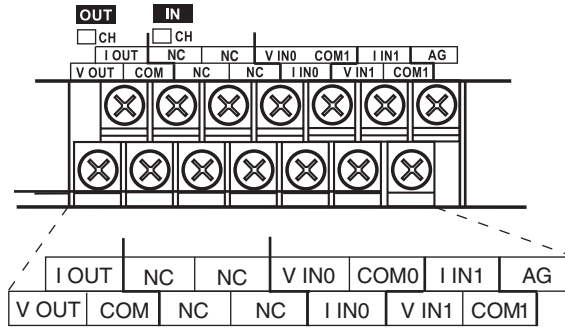 OUT IN
CH CH
I OUT NC NC V IN0 COM1 I IN1 AG
V OUT COM NC NC I IN0 V IN1 COM1
I OUT NC NC V IN0 COM0 I IN1 AG
V OUT COM NC NC I IN0 V IN1 COM1